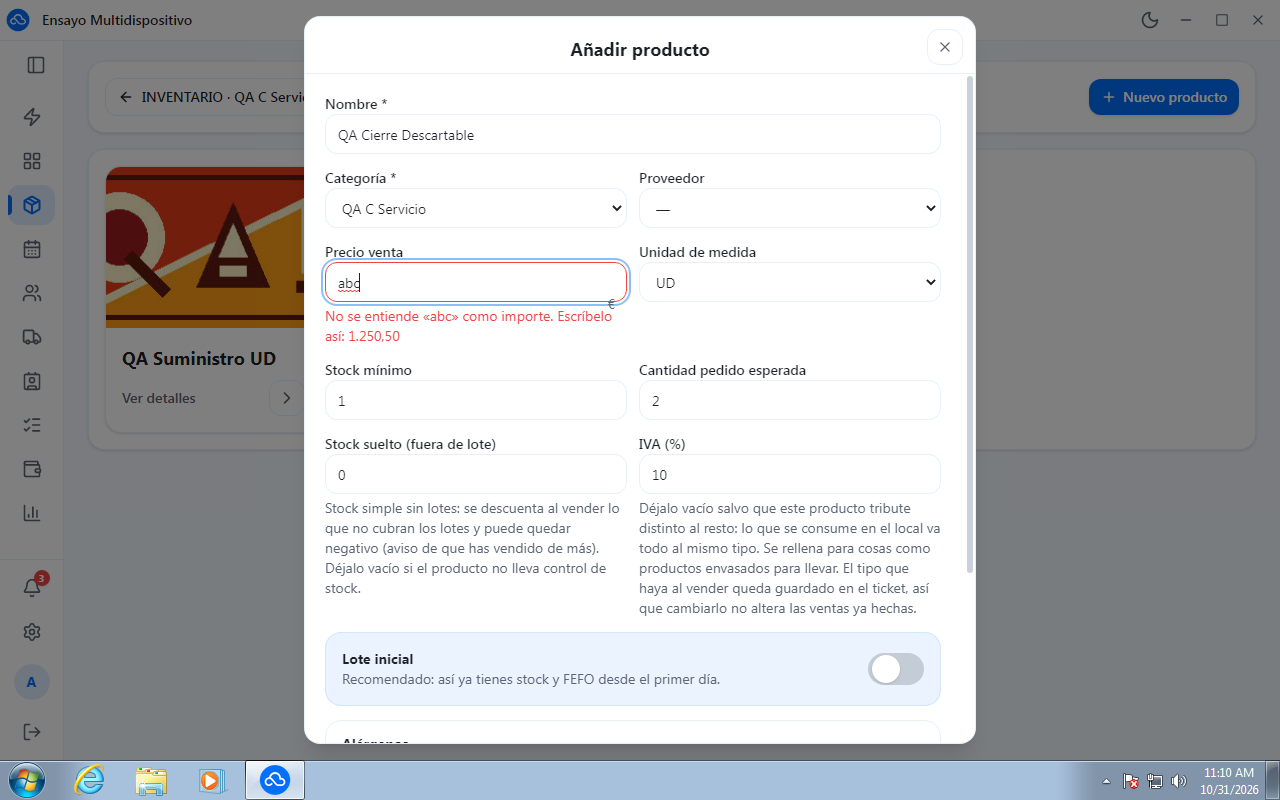 Ensayo Multidispositivo
Añadir producto
INVENTARIO · QA C Servi
+ Nuevo producto
Nombre *
QA Cierre Descartable
Categoría *
Proveedor
QA C Servicio
—
Precio venta
Unidad de medida
abc
€
UD
No se entiende «abc» como importe. Escríbelo
así: 1.250,50
QA Suministro UD
Ver detalles
Stock mínimo
Cantidad pedido esperada
1
2
Stock suelto (fuera de lote)
IVA (%)
0
10
Stock simple sin lotes: se descuenta al vender lo
que no cubran los lotes y puede quedar
negativo (aviso de que has vendido de más).
Déjalo vacío si el producto no lleva control de
stock.
Déjalo vacío salvo que este producto tribute
distinto al resto: lo que se consume en el local va
todo al mismo tipo. Se rellena para cosas como
productos envasados para llevar. El tipo que
haya al vender queda guardado en el ticket, así
que cambiarlo no altera las ventas ya hechas.
3
Lote inicial
Recomendado: así ya tienes stock y FEFO desde el primer día.
A
Alérgenos
11:10 AM
10/31/2026